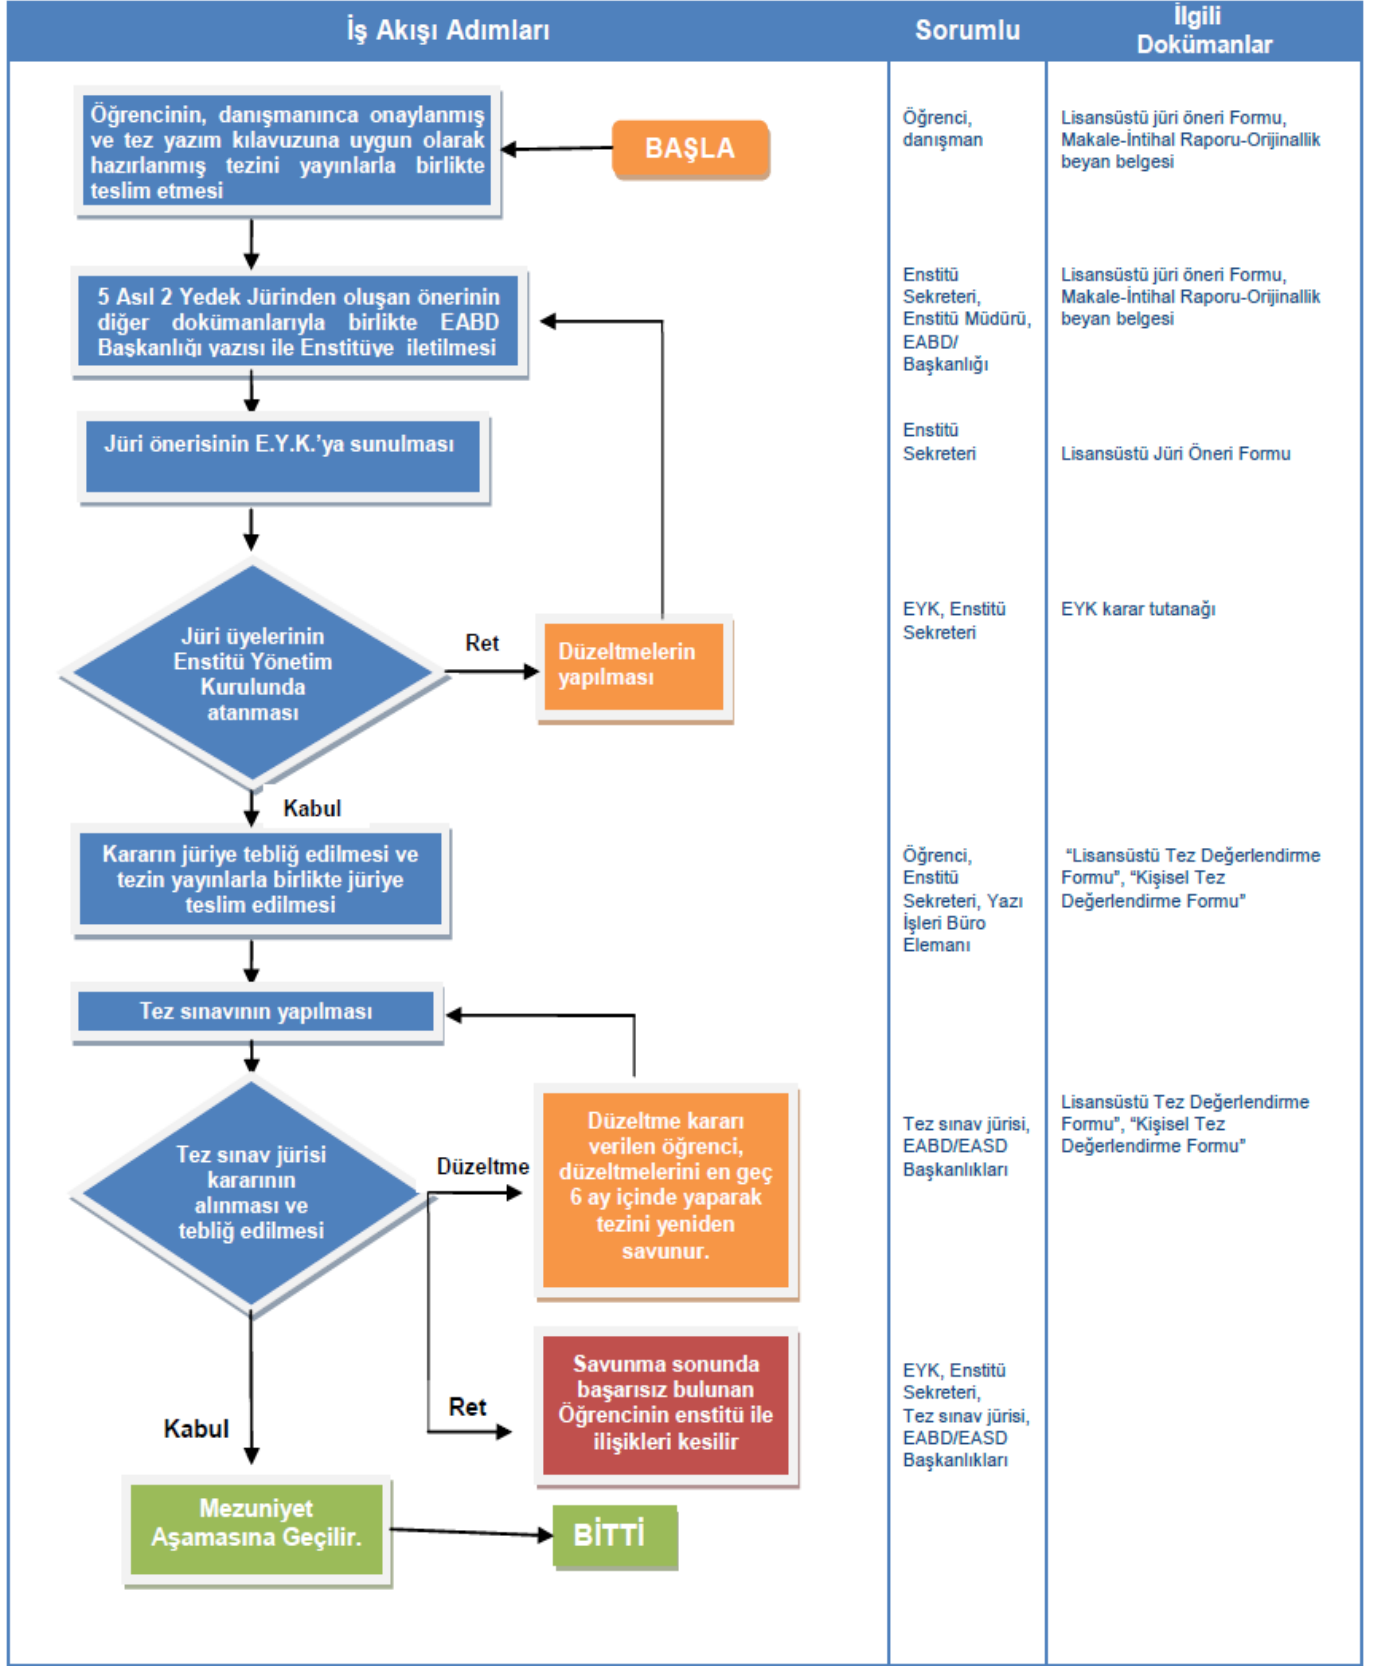 İş Akışı Adımları
Sorumlu
İlgili
Dokümanlar
Öğrencinin, danışmanınca onaylanmış
ve tez yazım kılavuzuna uygun olarak
hazırlanmış tezini yayınlarla birlikte
teslim etmesi
BAŞLA
Öğrenci,
danışman
Lisansüstü jüri öneri Formu,
Makale-İntihal Raporu-Orijinallik
beyan belgesi
5 Asıl 2 Yedek Jürinden oluşan önerinin
diğer dokümanlarıyla birlikte EABD
Başkanlığı yazısı ile Enstitüye iletilmesi
Enstitü
Sekreteri,
Enstitü Müdürü,
EABD/
Başkanlığı
Lisansüstü jüri öneri Formu,
Makale-İntihal Raporu-Orijinallik
beyan belgesi
Jüri önerisinin E.Y.K.'ya sunulması
Enstitü
Sekreteri
Lisansüstü Jüri Öneri Formu
Jüri üyelerinin
Enstitü Yönetim
Kurulunda
atanması
Ret
Düzeltmelerin
yapılması
EYK, Enstitü
Sekreteri
EYK karar tutanağı
Kabul
Kararın jüriye tebliğ edilmesi ve
tezin yayınlarla birlikte jüriye
teslim edilmesi
Öğrenci,
Enstitü
Sekreteri, Yazı
İşleri Büro
Elemanı
“Lisansüstü Tez Değerlendirme
Formu”, “Kişisel Tez
Değerlendirme Formu”
Tez sınavının yapılması
Tez sınav jürisi
kararının
alınması ve
tebliğ edilmesi
Düzeltme
Düzeltme kararı
verilen öğrenci,
düzeltmelerini en geç
6 ay içinde yaparak
tezini yeniden
savunur.
Tez sınav jürisi,
EABD/EASD
Başkanlıkları
Lisansüstü Tez Değerlendirme
Formu”, “Kişisel Tez
Değerlendirme Formu”
Ret
Savunma sonunda
başarısız bulunan
Öğrencinin enstitü ile
ilişikleri kesilir
EYK, Enstitü
Sekreteri,
Tez sınav jürisi,
EABD/EASD
Başkanlıkları
Kabul
Mezuniyet
Aşamasına Geçilir.
BİTTİ